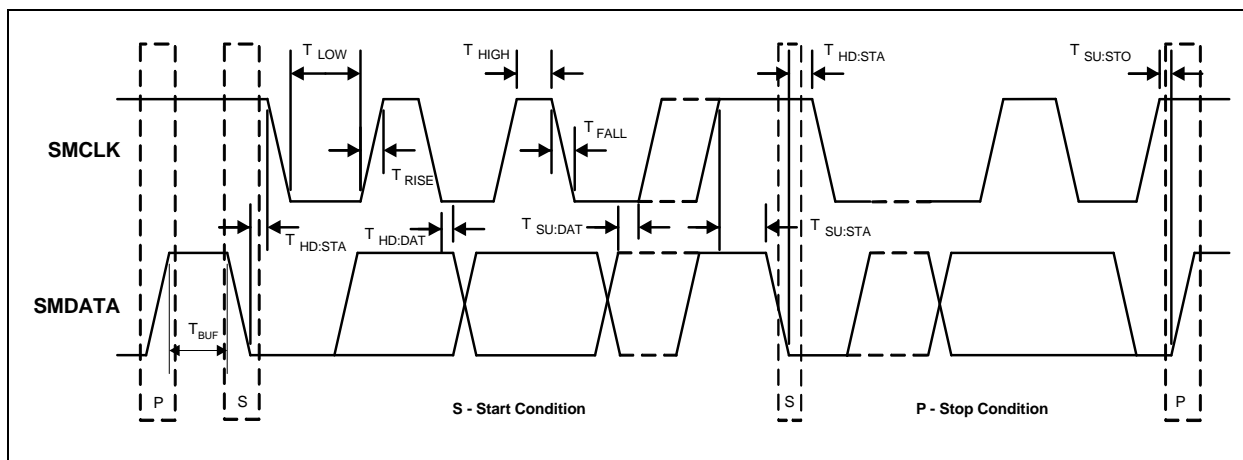 T LOW
T HIGH
T HD:STA
T SU:STO
SMCLK
T FALL
T RISE
T HD:STA
T HD:DAT
T SU:DAT
T SU:STA
SMDATA
T BUF
P
S
S - Start Condition
S
P - Stop Condition
P